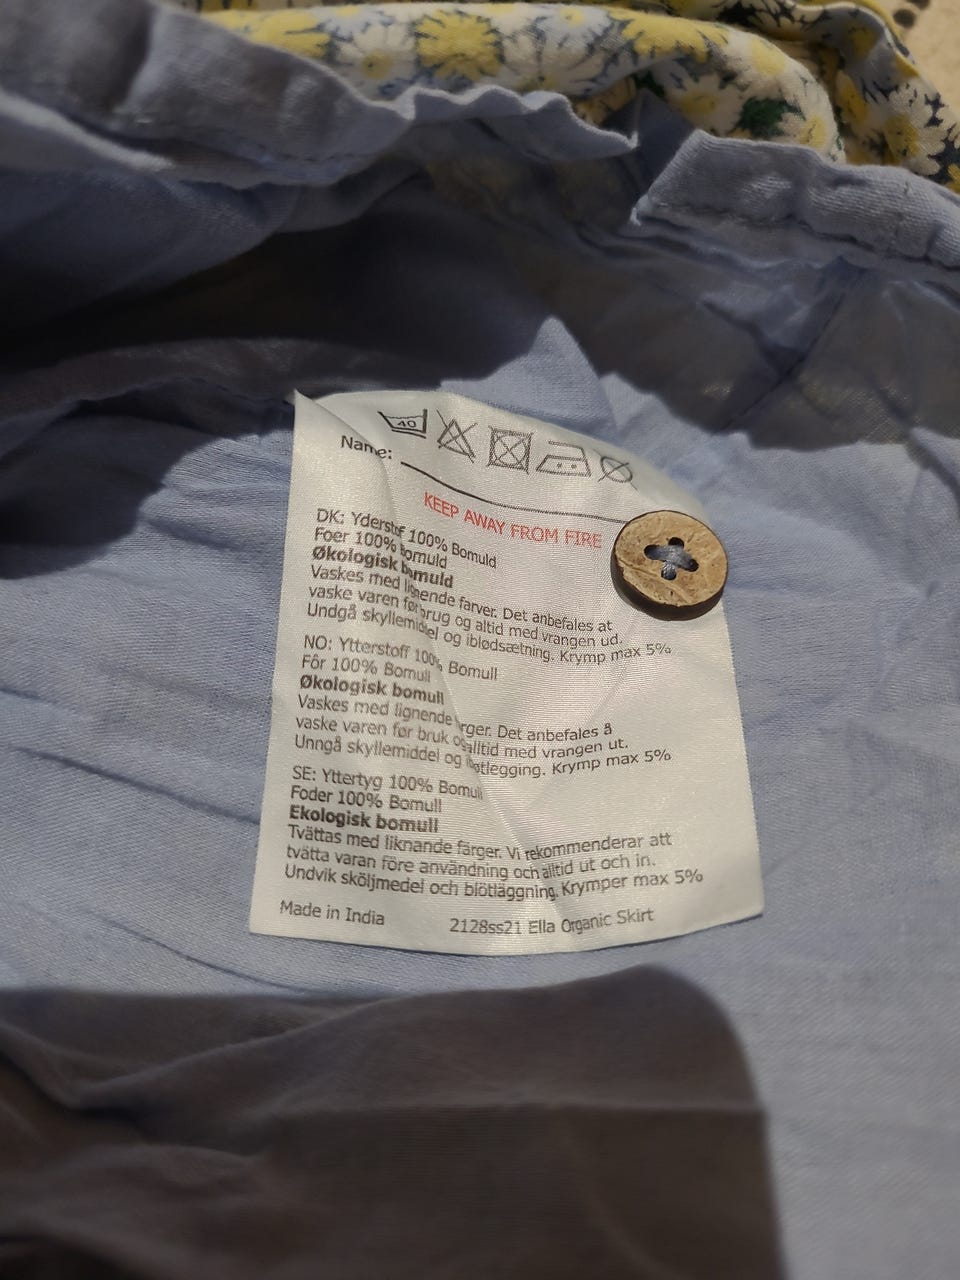 40
Name:
KEEP AWAY FROM FIRE
DK: Yderstof 100% Bomuld
Foer 100% bomuld
Økologisk bomuld
Vaskes med lignende farver. Det anbefales at
vaske varen før brug og altid med vrangen ud.
Undgå skyllemiddel og iblødsætning. Krymp max 5%
NO: Ytterstoff 100% Bomull
Fôr 100% Bomull
Økologisk bomull
Vaskes med lignende farger. Det anbefales å
vaske varen før bruk og alltid med vrangen ut.
Unngå skyllemiddel og bløtlegging. Krymp max 5%
SE: Yttertyg 100% Bomull
Foder 100% Bomull
Ekologisk bomull
Tvättas med liknande färger. Vi rekommenderar att
tvätta varan före användning och alltid ut och in.
Undvik sköljmedel och blötläggning. Krymper max 5%
Made in India 2128ss21 Ella Organic Skirt